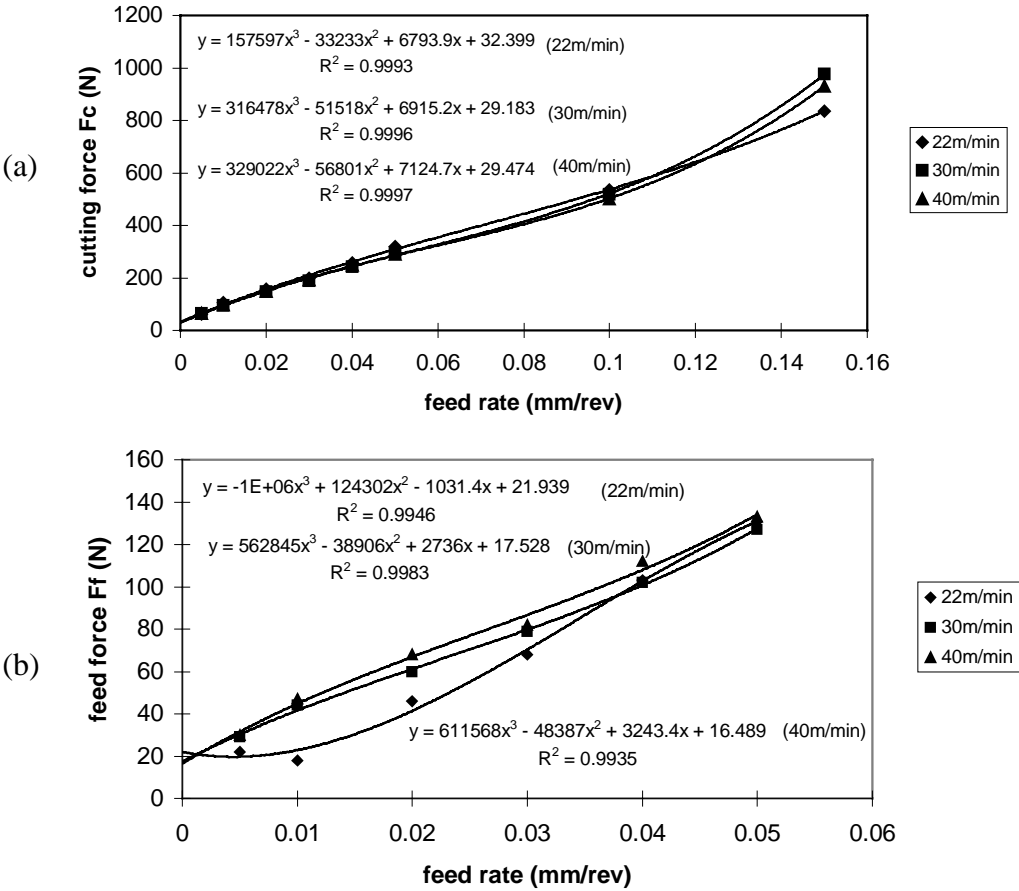 (a)
cutting force Fc (N)
1200
1000
800
600
400
200
0
y = 157597x³ - 33233x² + 6793.9x + 32.399 (22m/min)
R² = 0.9993
y = 316478x³ - 51518x² + 6915.2x + 29.183 (30m/min)
R² = 0.9996
y = 329022x³ - 56801x² + 7124.7x + 29.474 (40m/min)
R² = 0.9997
22m/min
30m/min
40m/min
0 0.02 0.04 0.06 0.08 0.1 0.12 0.14 0.16
feed rate (mm/rev)
(b)
feed force Ff (N)
160
140
120
100
80
60
40
20
0
y = -1E+06x³ + 124302x² - 1031.4x + 21.939 (22m/min)
R² = 0.9946
y = 562845x³ - 38906x² + 2736x + 17.528 (30m/min)
R² = 0.9983
y = 611568x³ - 48387x² + 3243.4x + 16.489 (40m/min)
R² = 0.9935
22m/min
30m/min
40m/min
0 0.01 0.02 0.03 0.04 0.05 0.06
feed rate (mm/rev)